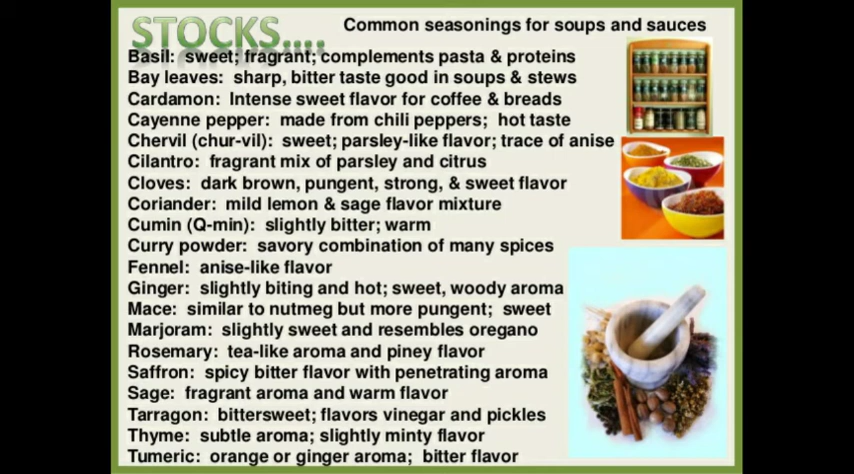 STOCKS....
Common seasonings for soups and sauces
Basil: sweet; fragrant; complements pasta & proteins
Bay leaves: sharp, bitter taste good in soups & stews
Cardamon: Intense sweet flavor for coffee & breads
Cayenne pepper: made from chili peppers; hot taste
Chervil (chur-vil): sweet; parsley-like flavor; trace of anise
Cilantro: fragrant mix of parsley and citrus
Cloves: dark brown, pungent, strong, & sweet flavor
Coriander: mild lemon & sage flavor mixture
Cumin (Q-min): slightly bitter; warm
Curry powder: savory combination of many spices
Fennel: anise-like flavor
Ginger: slightly biting and hot; sweet, woody aroma
Mace: similar to nutmeg but more pungent; sweet
Marjoram: slightly sweet and resembles oregano
Rosemary: tea-like aroma and piney flavor
Saffron: spicy bitter flavor with penetrating aroma
Sage: fragrant aroma and warm flavor
Tarragon: bittersweet; flavors vinegar and pickles
Thyme: subtle aroma; slightly minty flavor
Tumeric: orange or ginger aroma; bitter flavor